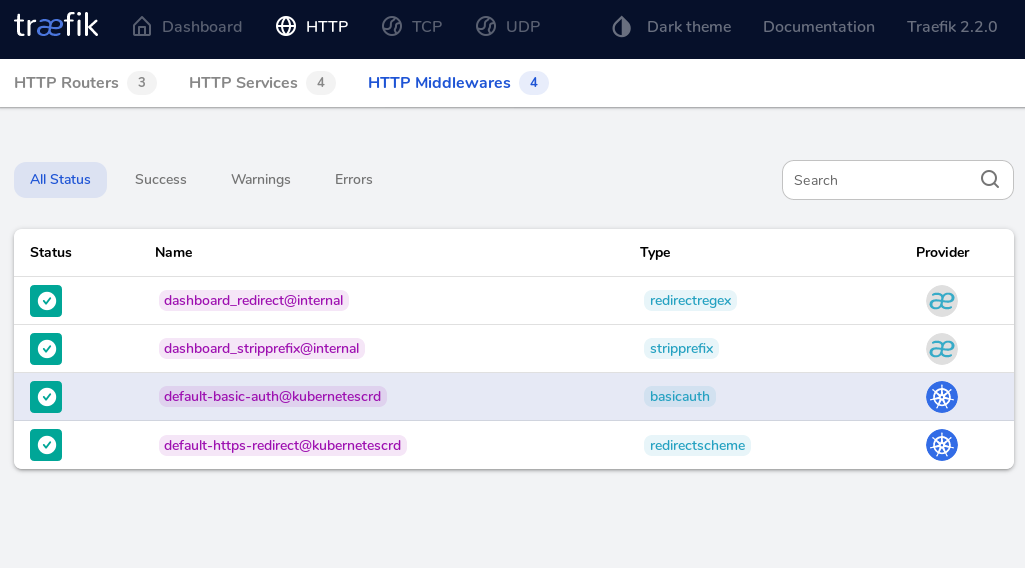 træfik Dashboard HTTP TCP UDP Dark theme Documentation Traefik 2.2.0
HTTP Routers 3 HTTP Services 4 HTTP Middlewares 4
All Status Success Warnings Errors Search
Status Name Type Provider
dashboard_redirect@internal redirectregex æ
dashboard_stripprefix@internal stripprefix æ
default-basic-auth@kubernetescrd basicauth
default-https-redirect@kubernetescrd redirectscheme